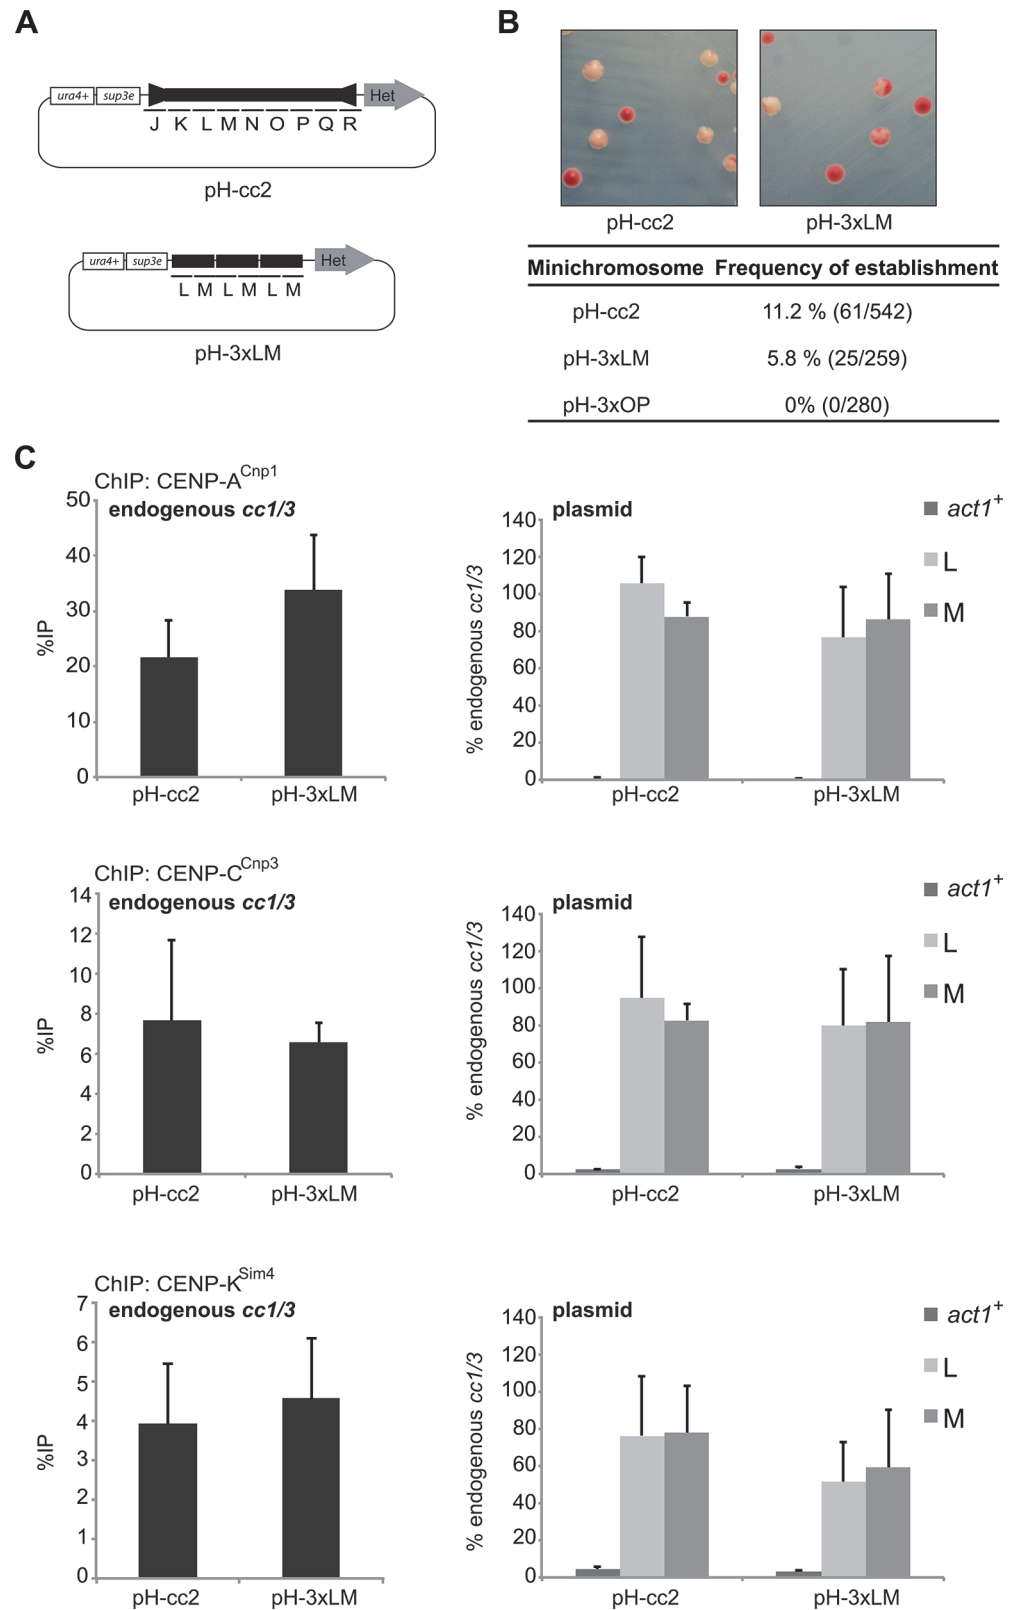 A
ura4+ sup3e Het
J K L M N O P Q R
pH-cc2
ura4+ sup3e Het
L M L M L M
pH-3xLM
B
pH-cc2 pH-3xLM
Minichromosome Frequency of establishment
pH-cc2 11.2 % (61/542)
pH-3xLM 5.8 % (25/259)
pH-3xOP 0% (0/280)
C
ChIP: CENP-A^Cnp1
endogenous cc1/3
%IP
50
40
30
20
10
0
pH-cc2 pH-3xLM
plasmid
% endogenous cc1/3
140
120
100
80
60
40
20
0
pH-cc2 pH-3xLM
act1+
L
M
ChIP: CENP-C^Cnp3
endogenous cc1/3
%IP
14
12
10
8
6
4
2
0
pH-cc2 pH-3xLM
plasmid
% endogenous cc1/3
140
120
100
80
60
40
20
0
pH-cc2 pH-3xLM
act1+
L
M
ChIP: CENP-K^Sim4
endogenous cc1/3
%IP
7
6
5
4
3
2
1
0
pH-cc2 pH-3xLM
plasmid
% endogenous cc1/3
140
120
100
80
60
40
20
0
pH-cc2 pH-3xLM
act1+
L
M